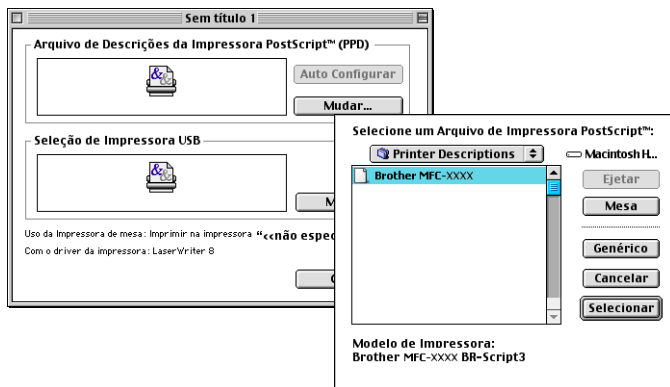 Sem título 1
Arquivo de Descrições da Impressora PostScript™ (PPD)
Auto Configurar
Mudar...
Seleção de Impressora USB
M
Uso da Impressora de mesa: Imprimir na impressora "<<não espec
Com o driver da impressora: LaserWriter 8
Selecione um Arquivo de Impressora PostScript™:
Printer Descriptions
Macintosh H...
Brother MFC-XXXX
Ejetar
Mesa
Genérico
Cancelar
Selecionar
Modelo de Impressora:
Brother MFC-XXXX BR-Script3